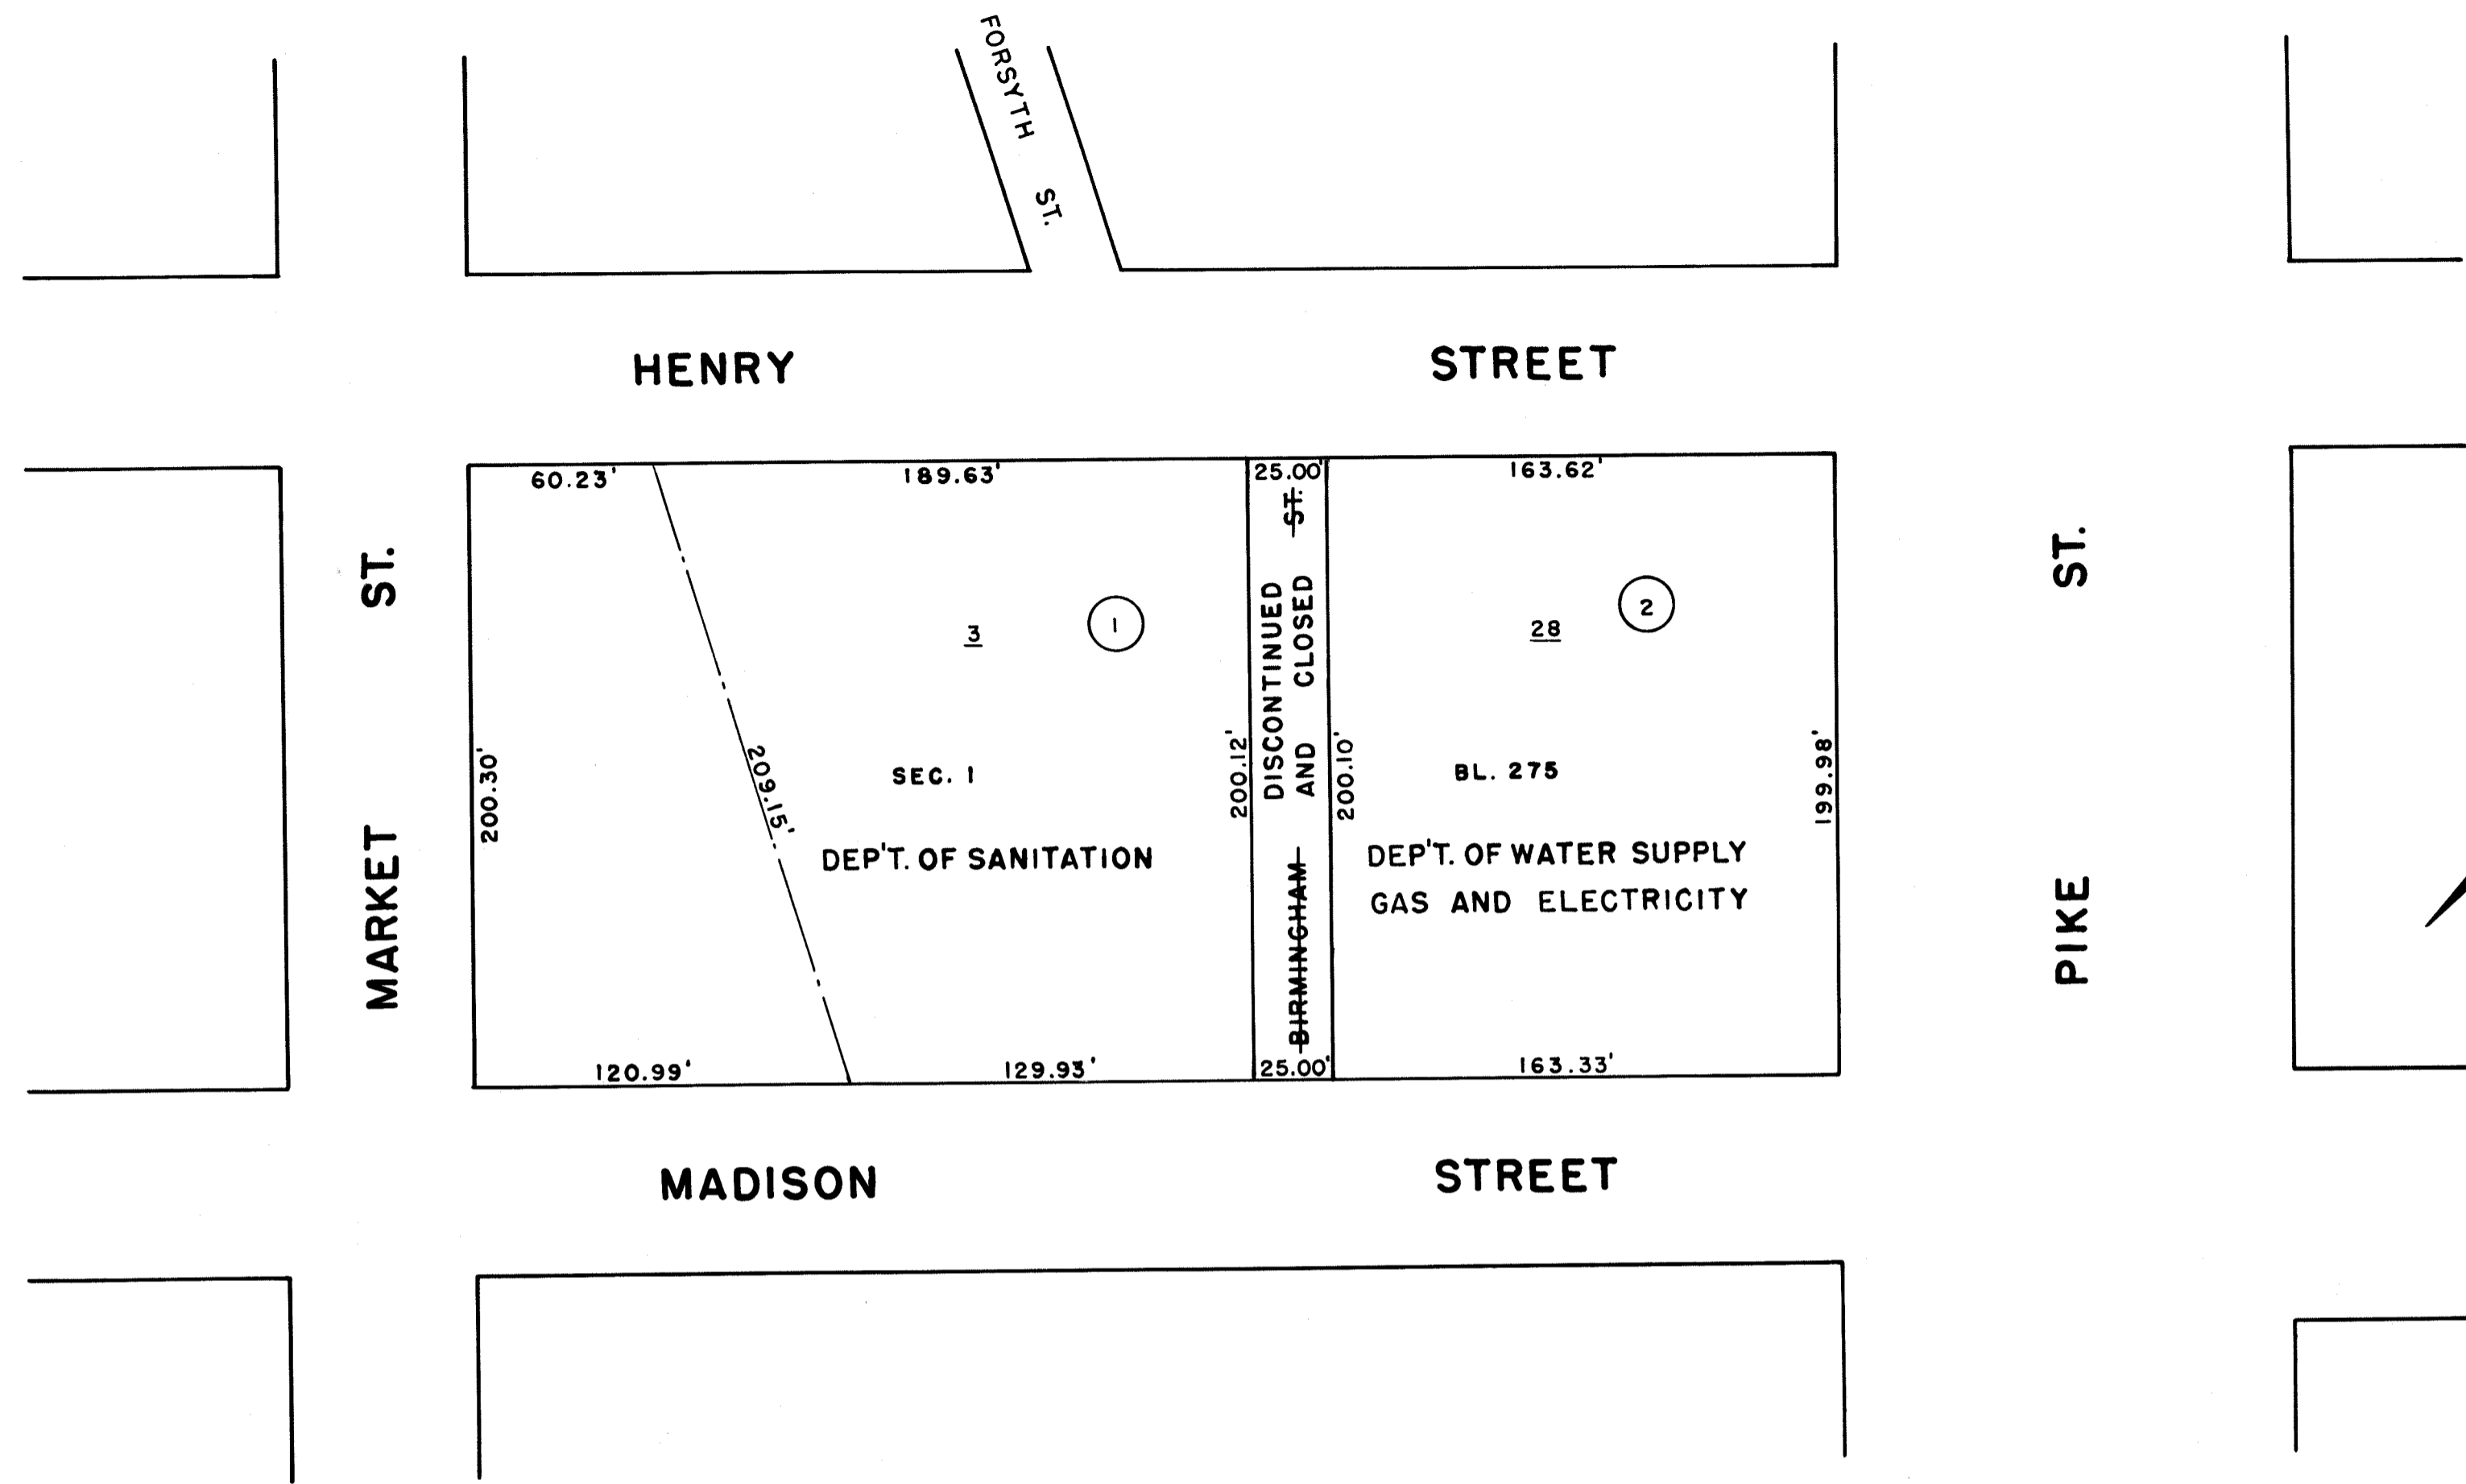 FORSYTH ST.
HENRY STREET
60.23'
189.63'
25.00'
163.62'
MARKET ST.
200.30'
209.15'
3
1
SEC. 1
DEP'T. OF SANITATION
200.12'
BIRMINGHAM ST.
DISCONTINUED
AND CLOSED
200.10'
28
2
BL. 275
DEP'T. OF WATER SUPPLY
GAS AND ELECTRICITY
199.98'
PIKE ST.
120.99'
129.93'
25.00'
163.33'
MADISON STREET